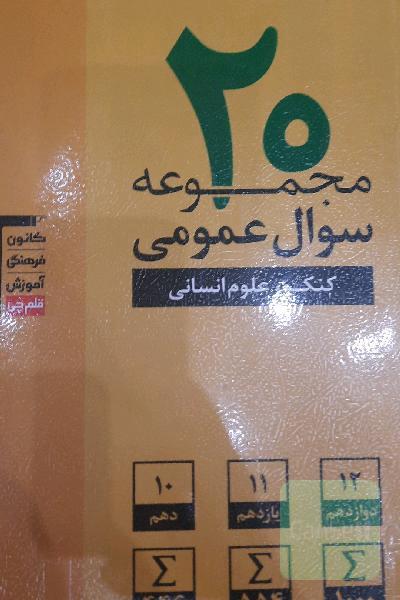 ۲۰
مجموعه
سوال عمومی
کنکور علوم انسانی
کانون
فرهنگی
آموزش
قلم‌چی
۱۲ ۱۱ ۱۰
دوازدهم یازدهم دهم
Σ Σ Σ